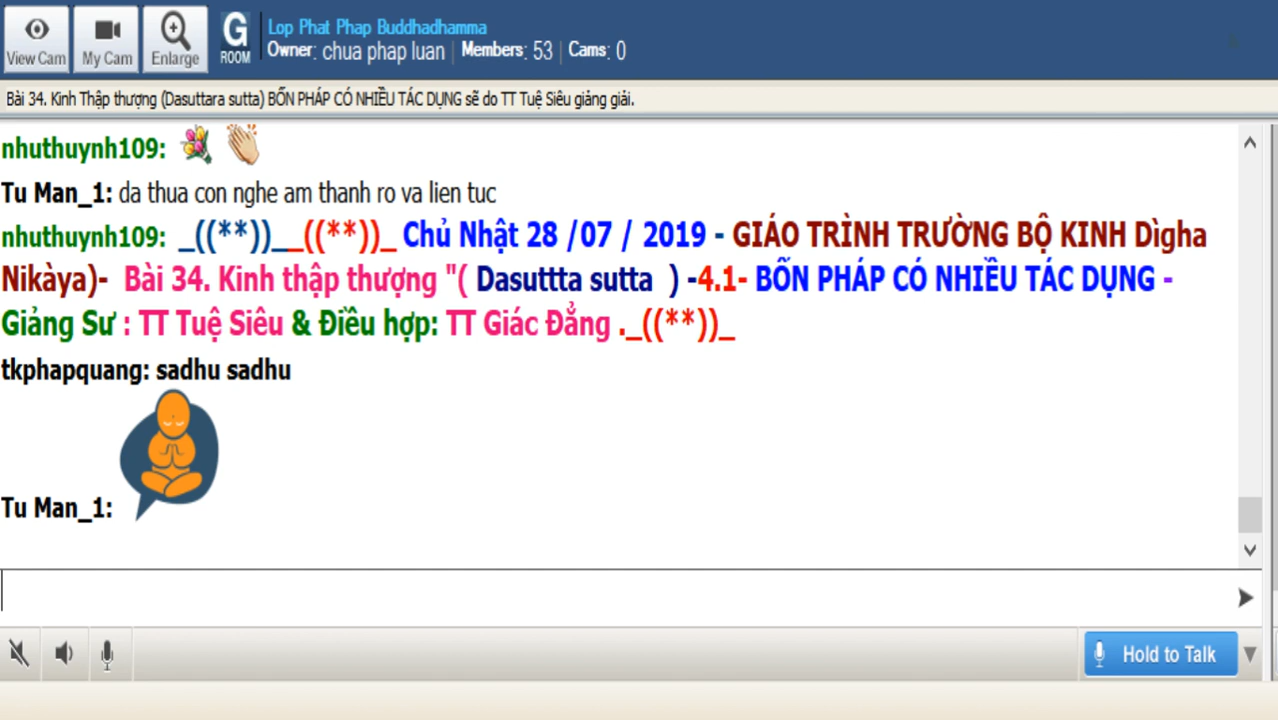 View Cam
My Cam
Enlarge
G
ROOM
Lop Phat Phap Buddhadhamma
Owner: chua phap luan | Members: 53 | Cams: 0
Bài 34. Kinh Thập thượng (Dasuttara sutta) BỐN PHÁP CÓ NHIỀU TÁC DỤNG sẽ do TT Tuệ Siêu giảng giải.
nhuthuynh109:
Tu Man_1: da thua con nghe am thanh ro va lien tuc
nhuthuynh109: _((**))__((**))_ Chủ Nhật 28 /07 / 2019 - GIÁO TRÌNH TRƯỜNG BỘ KINH Dìgha
Nikàya)- Bài 34. Kinh thập thượng "( Dasuttta sutta ) -4.1- BỐN PHÁP CÓ NHIỀU TÁC DỤNG -
Giảng Sư : TT Tuệ Siêu & Điều hợp: TT Giác Đẳng ._((**))_
tkphapquang: sadhu sadhu
Tu Man_1:
Hold to Talk